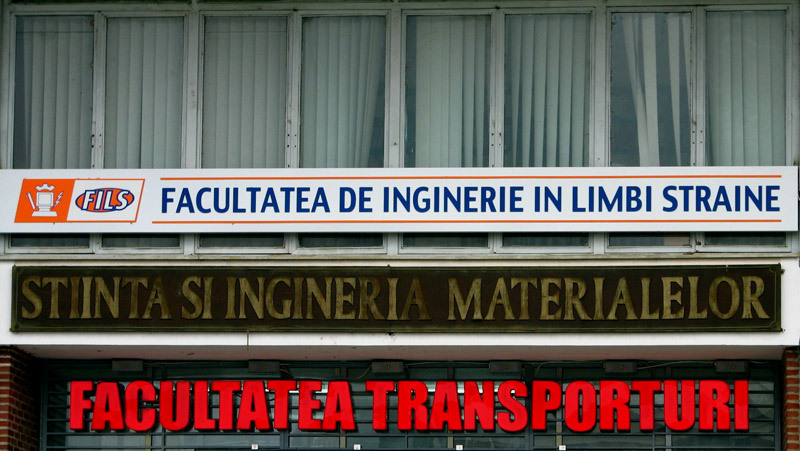 FILS FACULTATEA DE INGINERIE IN LIMBI STRAINE
STIINTA SI INGINERIA MATERIALELOR
FACULTATEA TRANSPORTURI